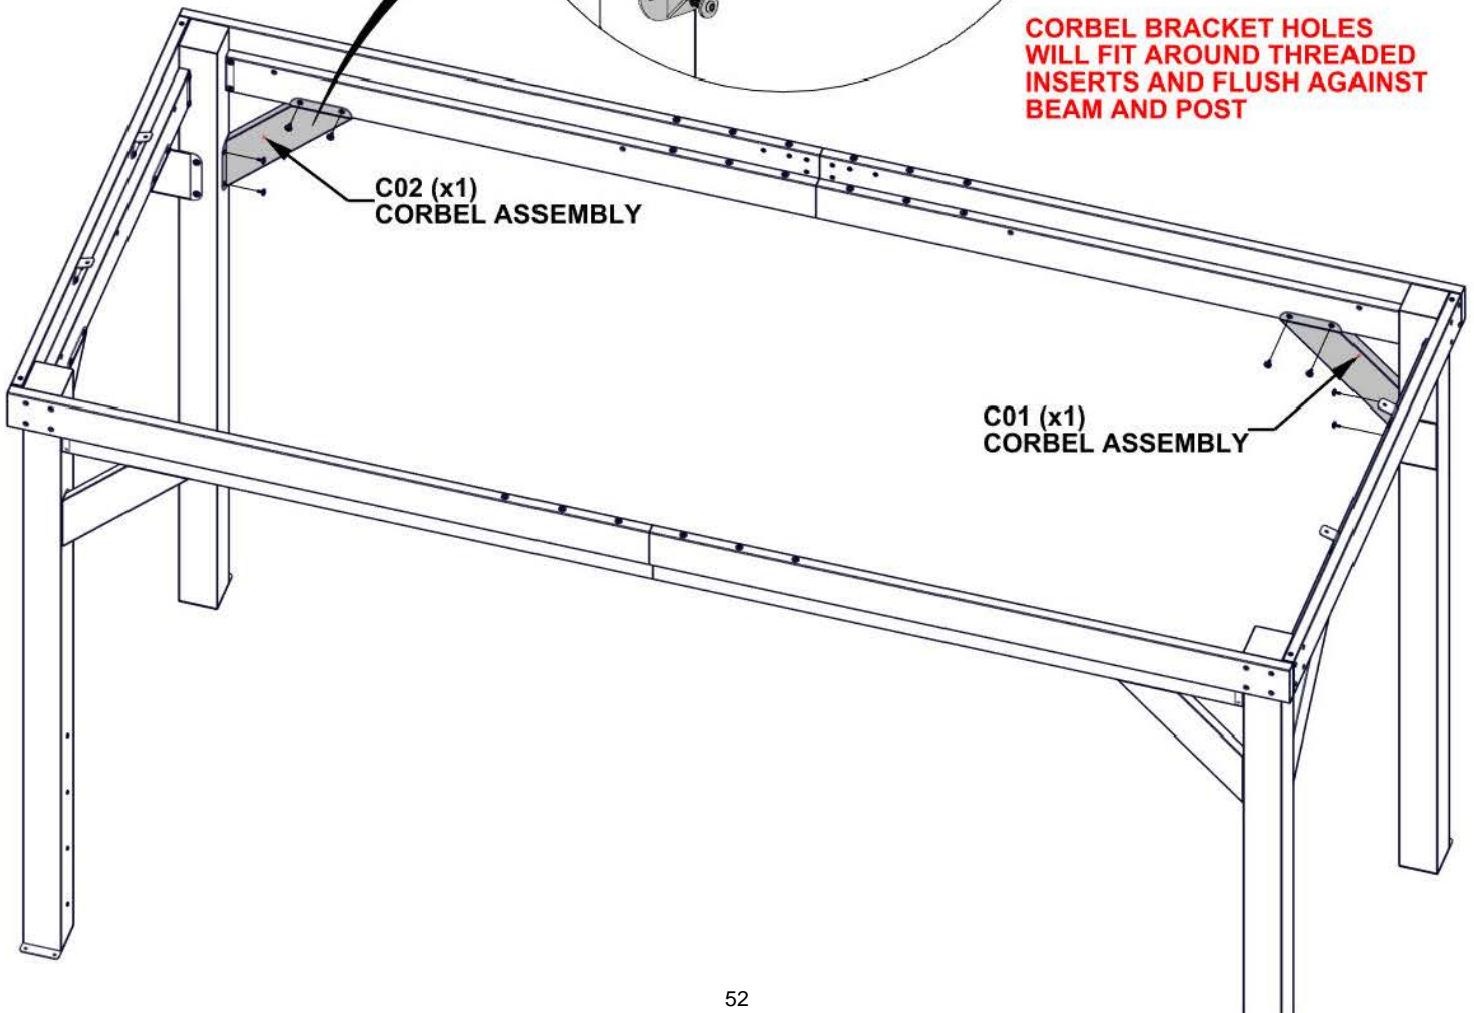 CORBEL BRACKET HOLES
WILL FIT AROUND THREADED
INSERTS AND FLUSH AGAINST
BEAM AND POST
C02 (x1)
CORBEL ASSEMBLY
C01 (x1)
CORBEL ASSEMBLY
52